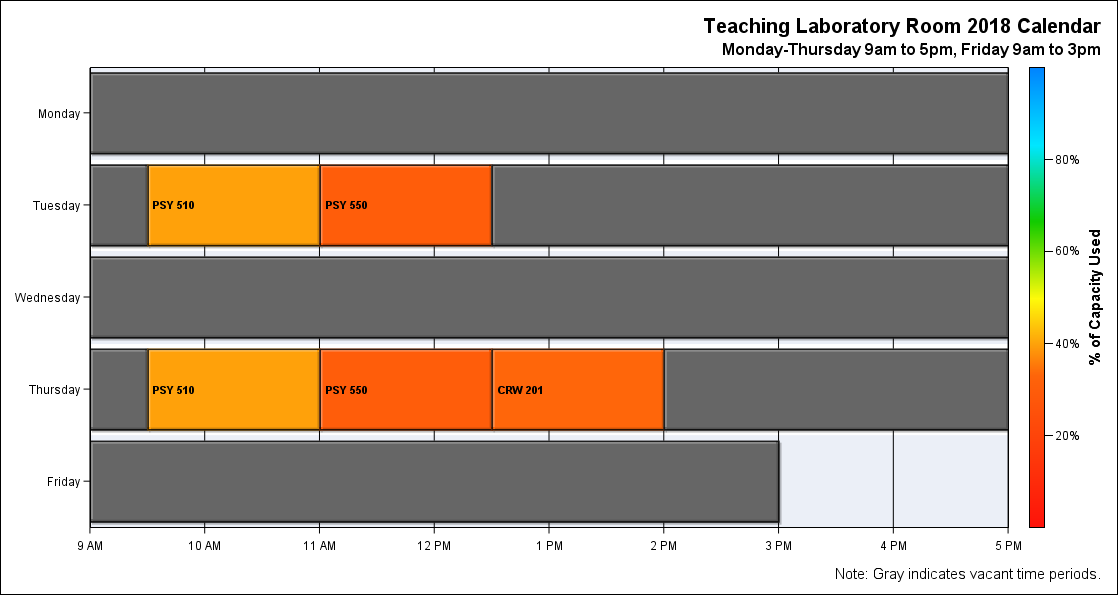 Teaching Laboratory Room 2018 Calendar
Monday-Thursday 9am to 5pm, Friday 9am to 3pm
Monday
Tuesday
PSY 510
PSY 550
Wednesday
Thursday
PSY 510
PSY 550
CRW 201
Friday
9 AM
10 AM
11 AM
12 PM
1 PM
2 PM
3 PM
4 PM
5 PM
80%
60%
40%
20%
% of Capacity Used
Note: Gray indicates vacant time periods.